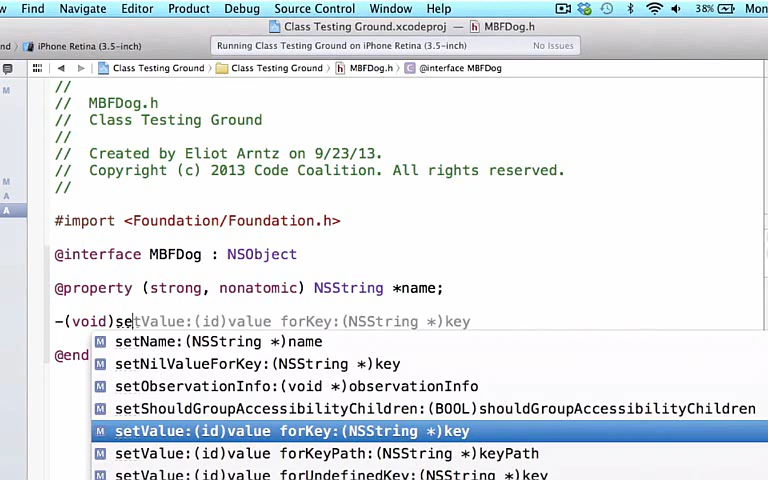 w Find Navigate Editor Product Debug Source Control Window Help 38% Mon
Class Testing Ground.xcodeproj — MBFDog.h
nd iPhone Retina (3.5-inch) Running Class Testing Ground on iPhone Retina (3.5-inch) No Issues
Class Testing Ground Class Testing Ground MBFDog.h @interface MBFDog
//
// MBFDog.h
// Class Testing Ground
//
// Created by Eliot Arntz on 9/23/13.
// Copyright (c) 2013 Code Coalition. All rights reserved.
//
#import <Foundation/Foundation.h>
@interface MBFDog : NSObject
@property (strong, nonatomic) NSString *name;
-(void)setValue:(id)value forKey:(NSString *)key
@end
M setName:(NSString *)name
M setNilValueForKey:(NSString *)key
M setObservationInfo:(void *)observationInfo
M setShouldGroupAccessibilityChildren:(BOOL)shouldGroupAccessibilityChildren
M setValue:(id)value forKey:(NSString *)key
M setValue:(id)value forKeyPath:(NSString *)keyPath
M setValue:(id)value forUndefinedKey:(NSString *)key
M
M
A
A